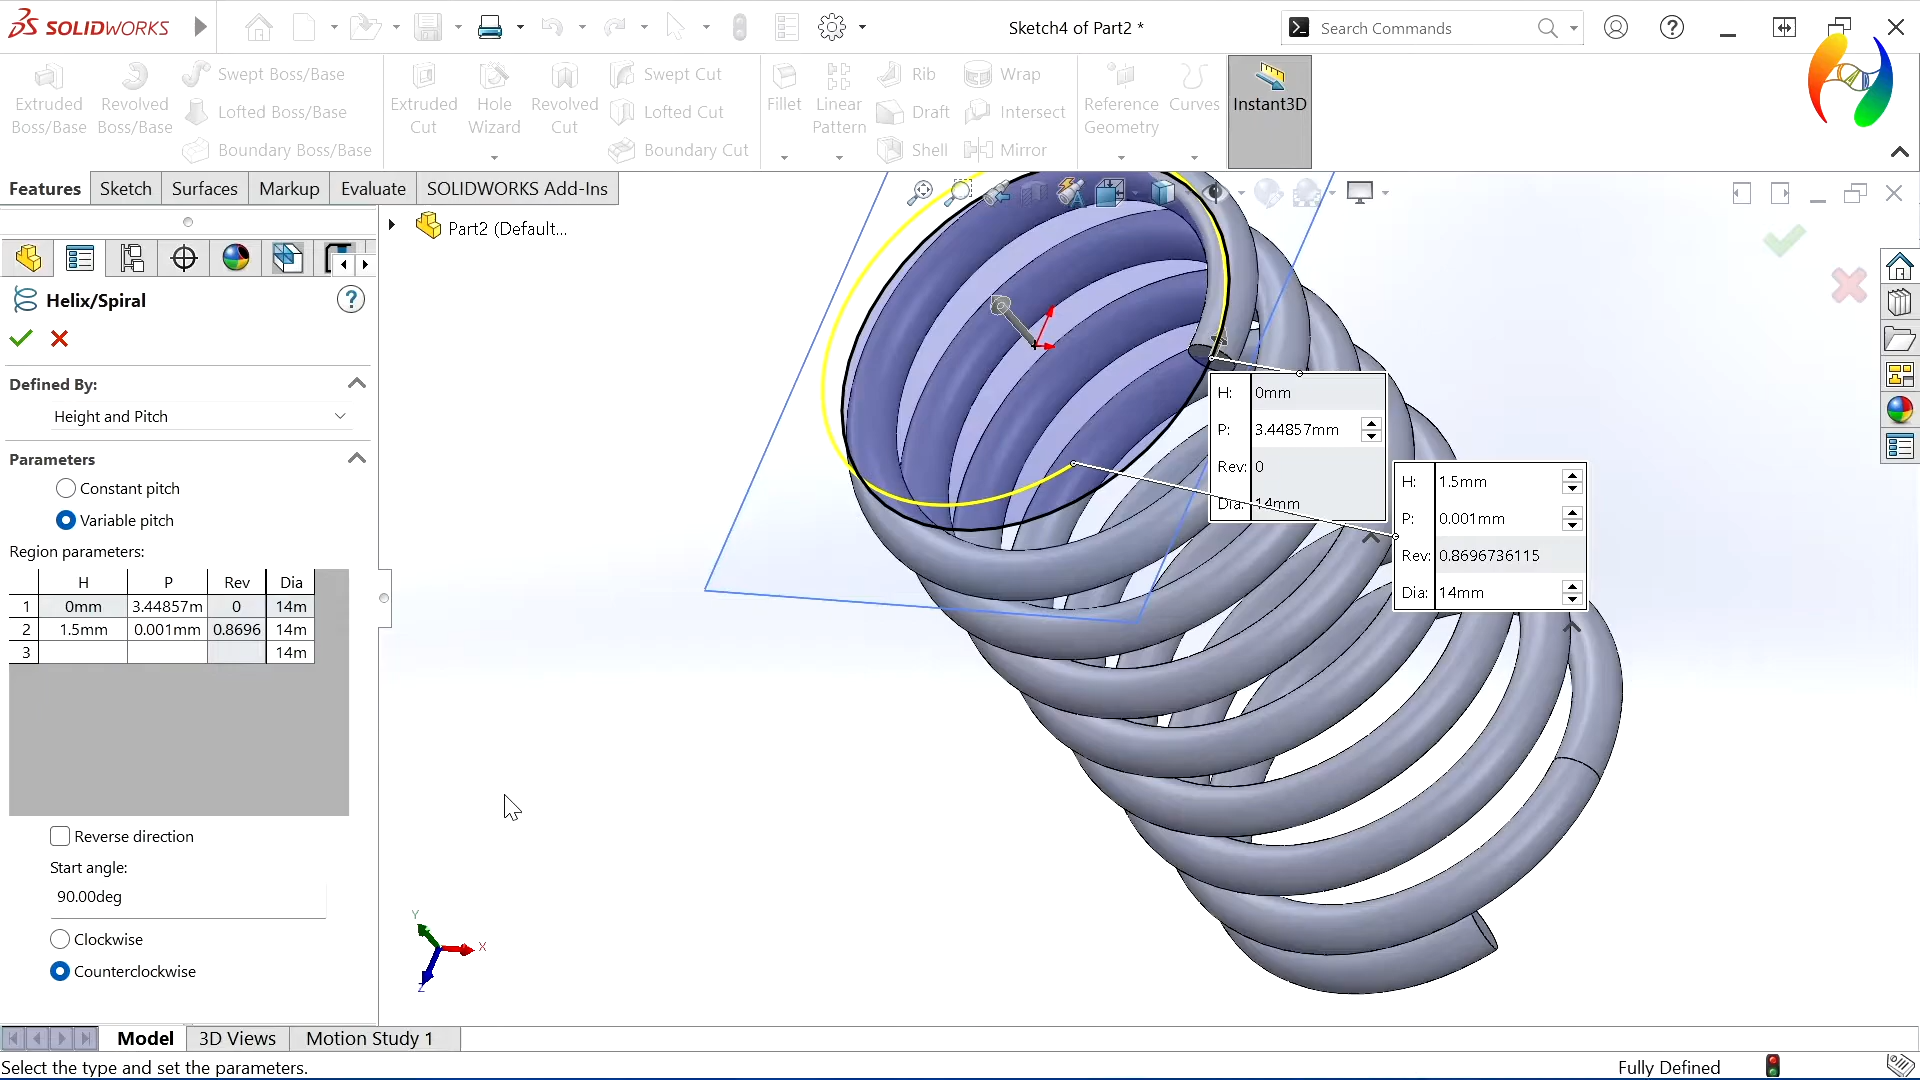 SOLIDWORKS
Sketch4 of Part2 *
Search Commands
Extruded Boss/Base
Revolved Boss/Base
Swept Boss/Base
Lofted Boss/Base
Boundary Boss/Base
Extruded Cut
Hole Wizard
Revolved Cut
Swept Cut
Lofted Cut
Boundary Cut
Fillet
Linear Pattern
Rib
Draft
Shell
Wrap
Intersect
Mirror
Reference Geometry
Curves
Instant3D
Features
Sketch
Surfaces
Markup
Evaluate
SOLIDWORKS Add-Ins
Part2 (Default...
Helix/Spiral
Defined By:
Height and Pitch
Parameters
Constant pitch
Variable pitch
Region parameters:
H P Rev Dia
1 0mm 3.44857m 0 14m
2 1.5mm 0.001mm 0.8696 14m
3 14m
Reverse direction
Start angle:
90.00deg
Clockwise
Counterclockwise
H: 0mm
P: 3.44857mm
Rev: 0
Dia: 14mm
H: 1.5mm
P: 0.001mm
Rev: 0.8696736115
Dia: 14mm
Y
X
Z
Model
3D Views
Motion Study 1
Select the type and set the parameters.
Fully Defined